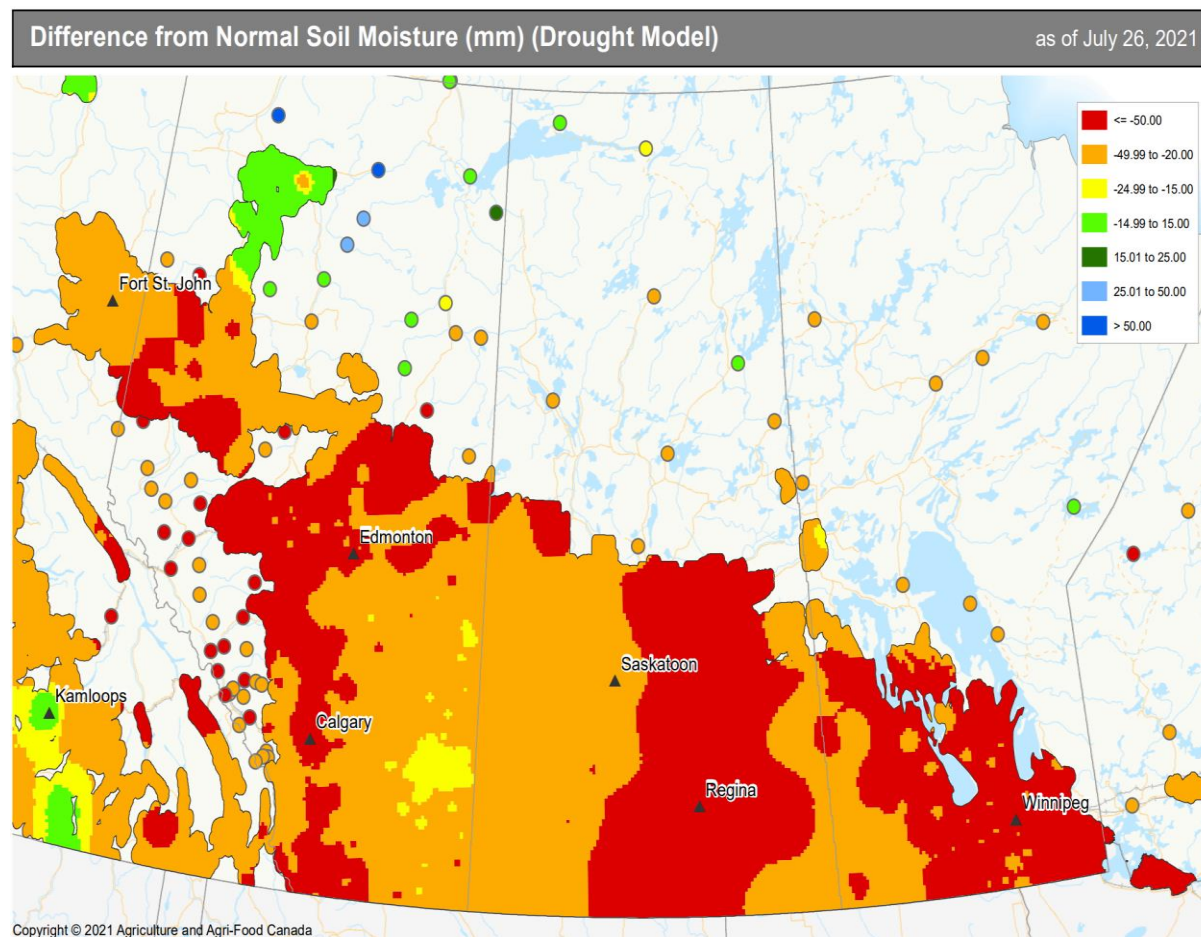 Difference from Normal Soil Moisture (mm) (Drought Model)
as of July 26, 2021
<= -50.00
-49.99 to -20.00
-24.99 to -15.00
-14.99 to 15.00
15.01 to 25.00
25.01 to 50.00
> 50.00
Fort St. John
Edmonton
Saskatoon
Kamloops
Calgary
Regina
Winnipeg
Copyright © 2021 Agriculture and Agri-Food Canada